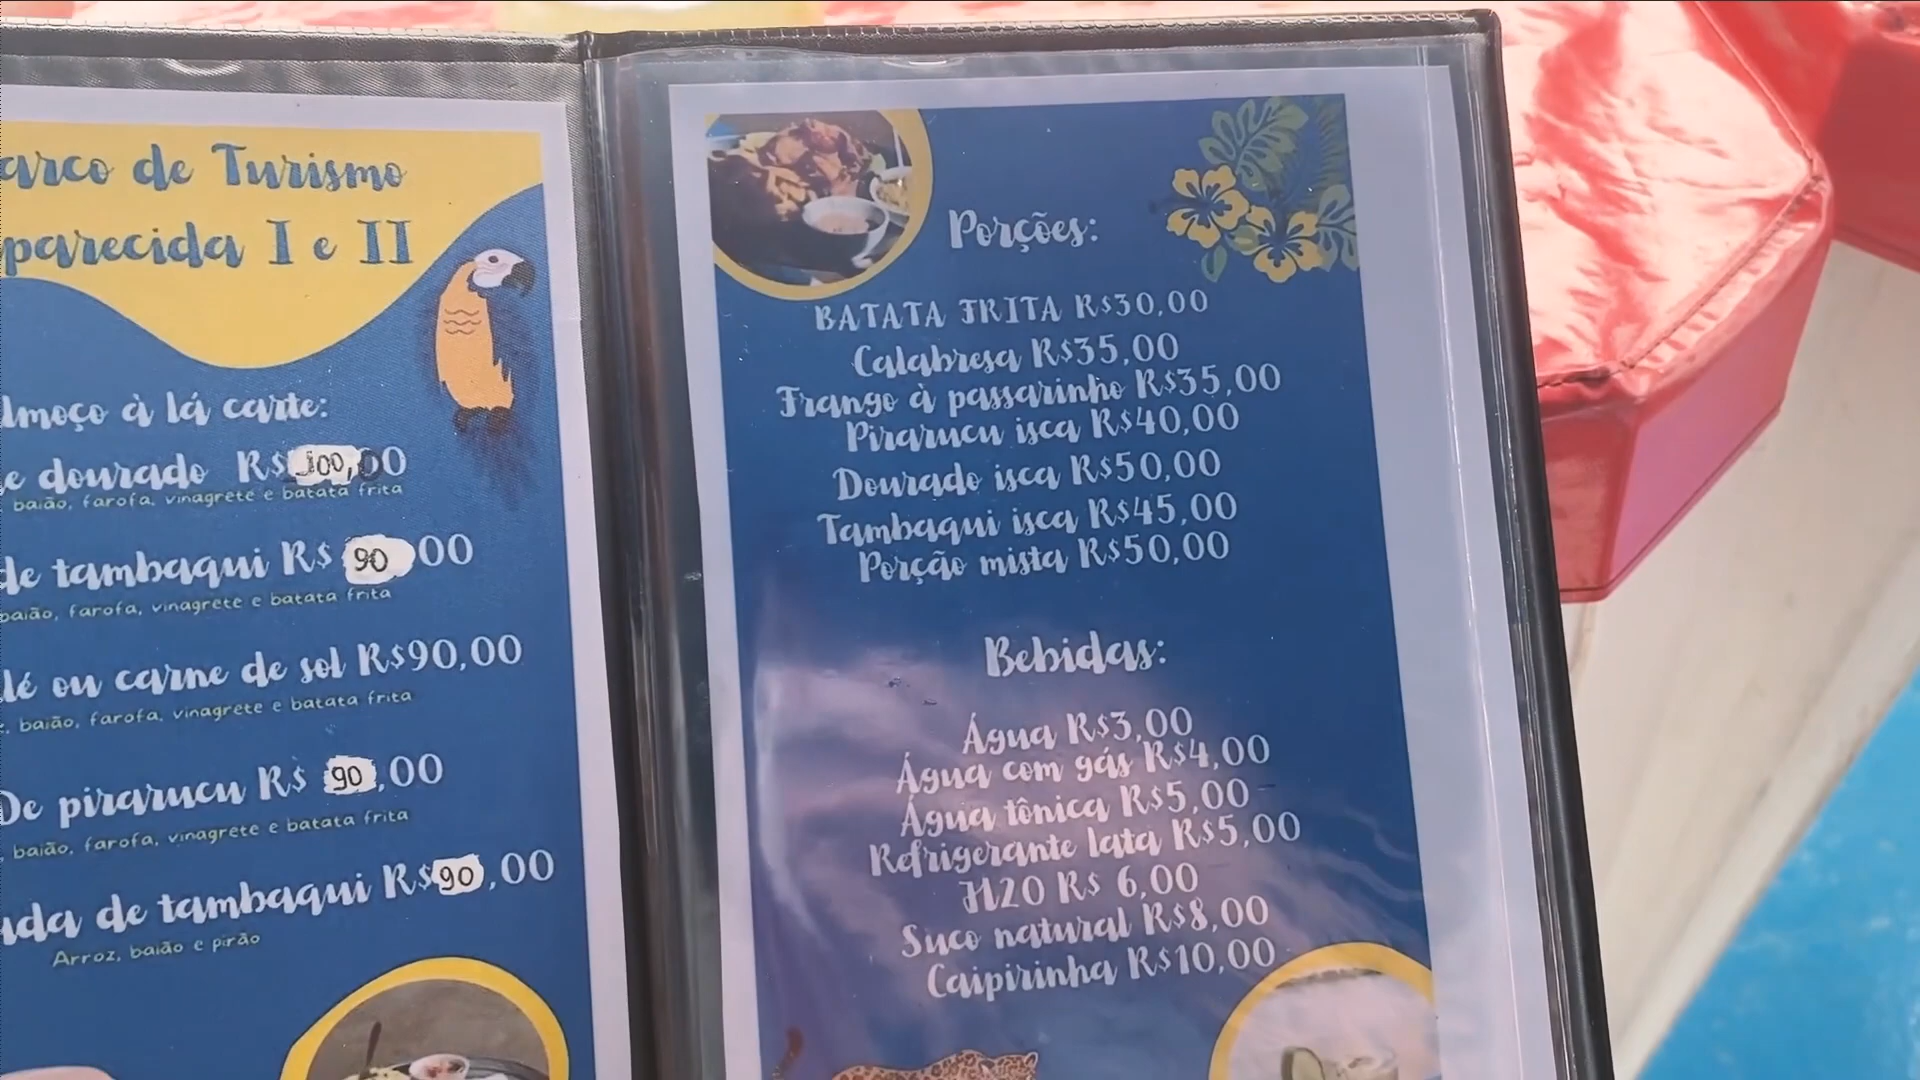 de Turismo
I e II
à lá carte:
dourado R$ 100,00
baião, farofa, vinagrete e batata frita
de tambaqui R$ 90 00
baião, farofa, vinagrete e batata frita
ou carne de sol R$90,00
baião, farofa, vinagrete e batata frita
De pirarucu R$ 90,00
baião, farofa, vinagrete e batata frita
de tambaqui R$90,00
Arroz, baião e pirão
Porções:
BATATA FRITA R$30,00
Calabresa R$35,00
Frango à passarinho R$35,00
Pirarucu isca R$40,00
Dourado isca R$50,00
Tambaqui isca R$45,00
Porção mista R$50,00
Bebidas:
Água R$3,00
Água com gás R$4,00
Água tônica R$5,00
Refrigerante lata R$5,00
H2O R$ 6,00
Suco natural R$8,00
Caipirinha R$10,00